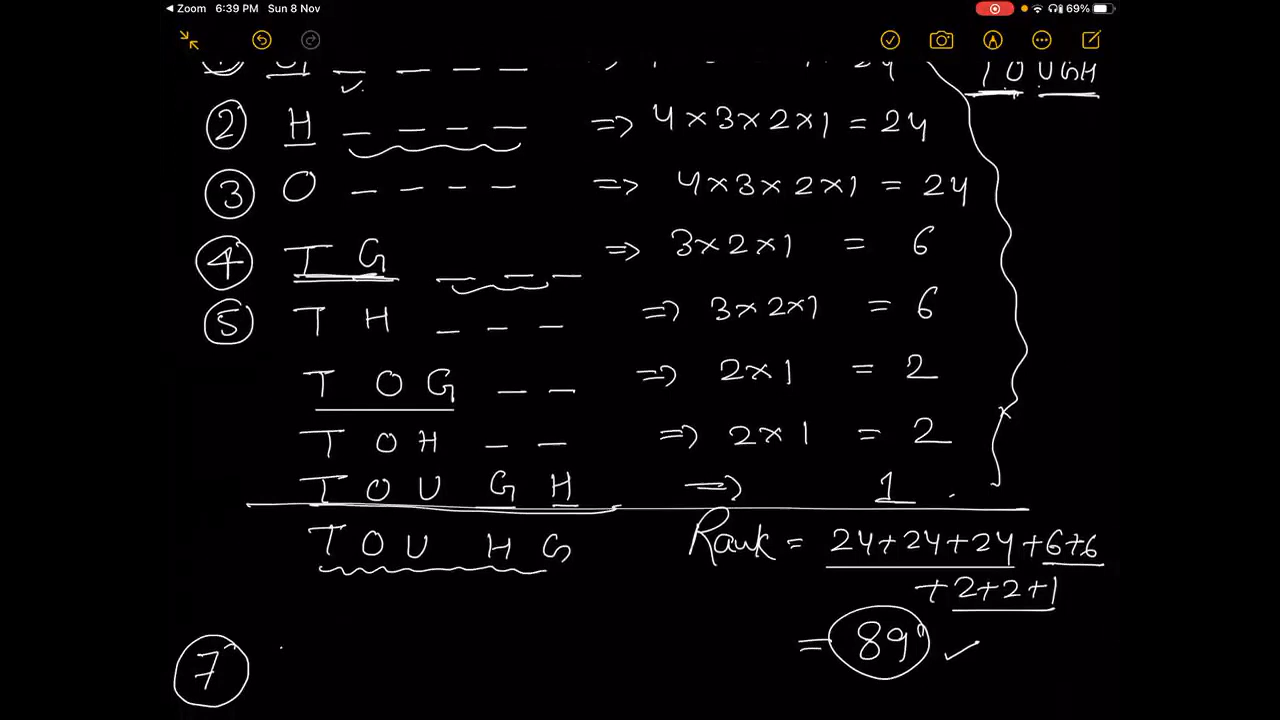 Zoom 6:39 PM Sun 8 Nov 69%
TOUGH
② H _ _ _ _ => 4×3×2×1 = 24
③ O _ _ _ _ => 4×3×2×1 = 24
④ T G _ _ _ => 3×2×1 = 6
⑤ T H _ _ _ => 3×2×1 = 6
T O G _ _ => 2×1 = 2
T O H _ _ => 2×1 = 2
T O U G H => 1
T O U H G Rank = 24+24+24+6+6
+2+2+1
= 89
⑦